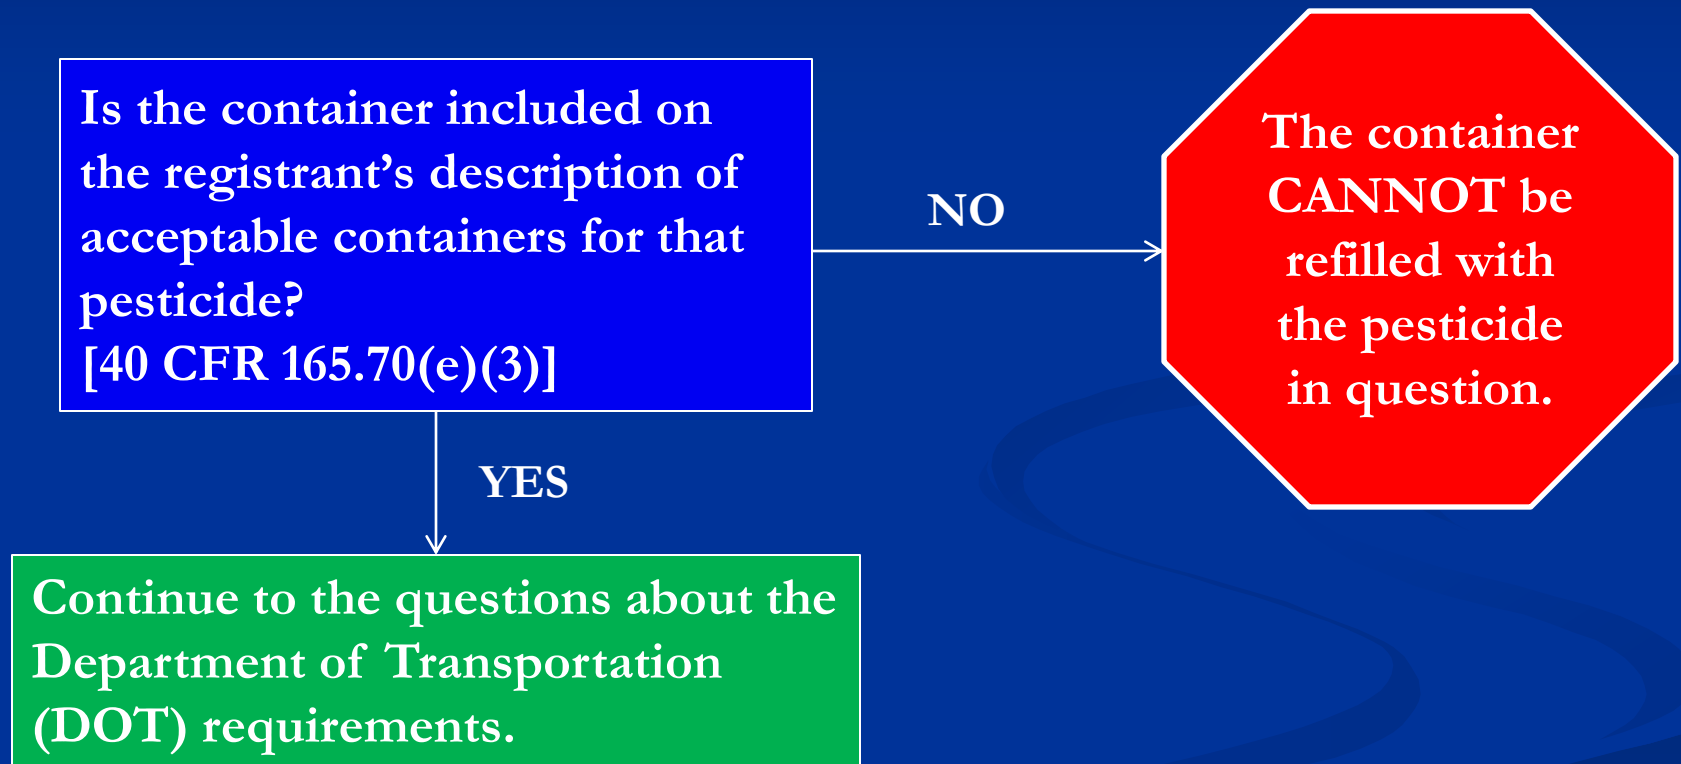 Is the container included on
the registrant’s description of
acceptable containers for that
pesticide?
[40 CFR 165.70(e)(3)]
NO
The container
CANNOT be
refilled with
the pesticide
in question.
YES
Continue to the questions about the
Department of Transportation
(DOT) requirements.